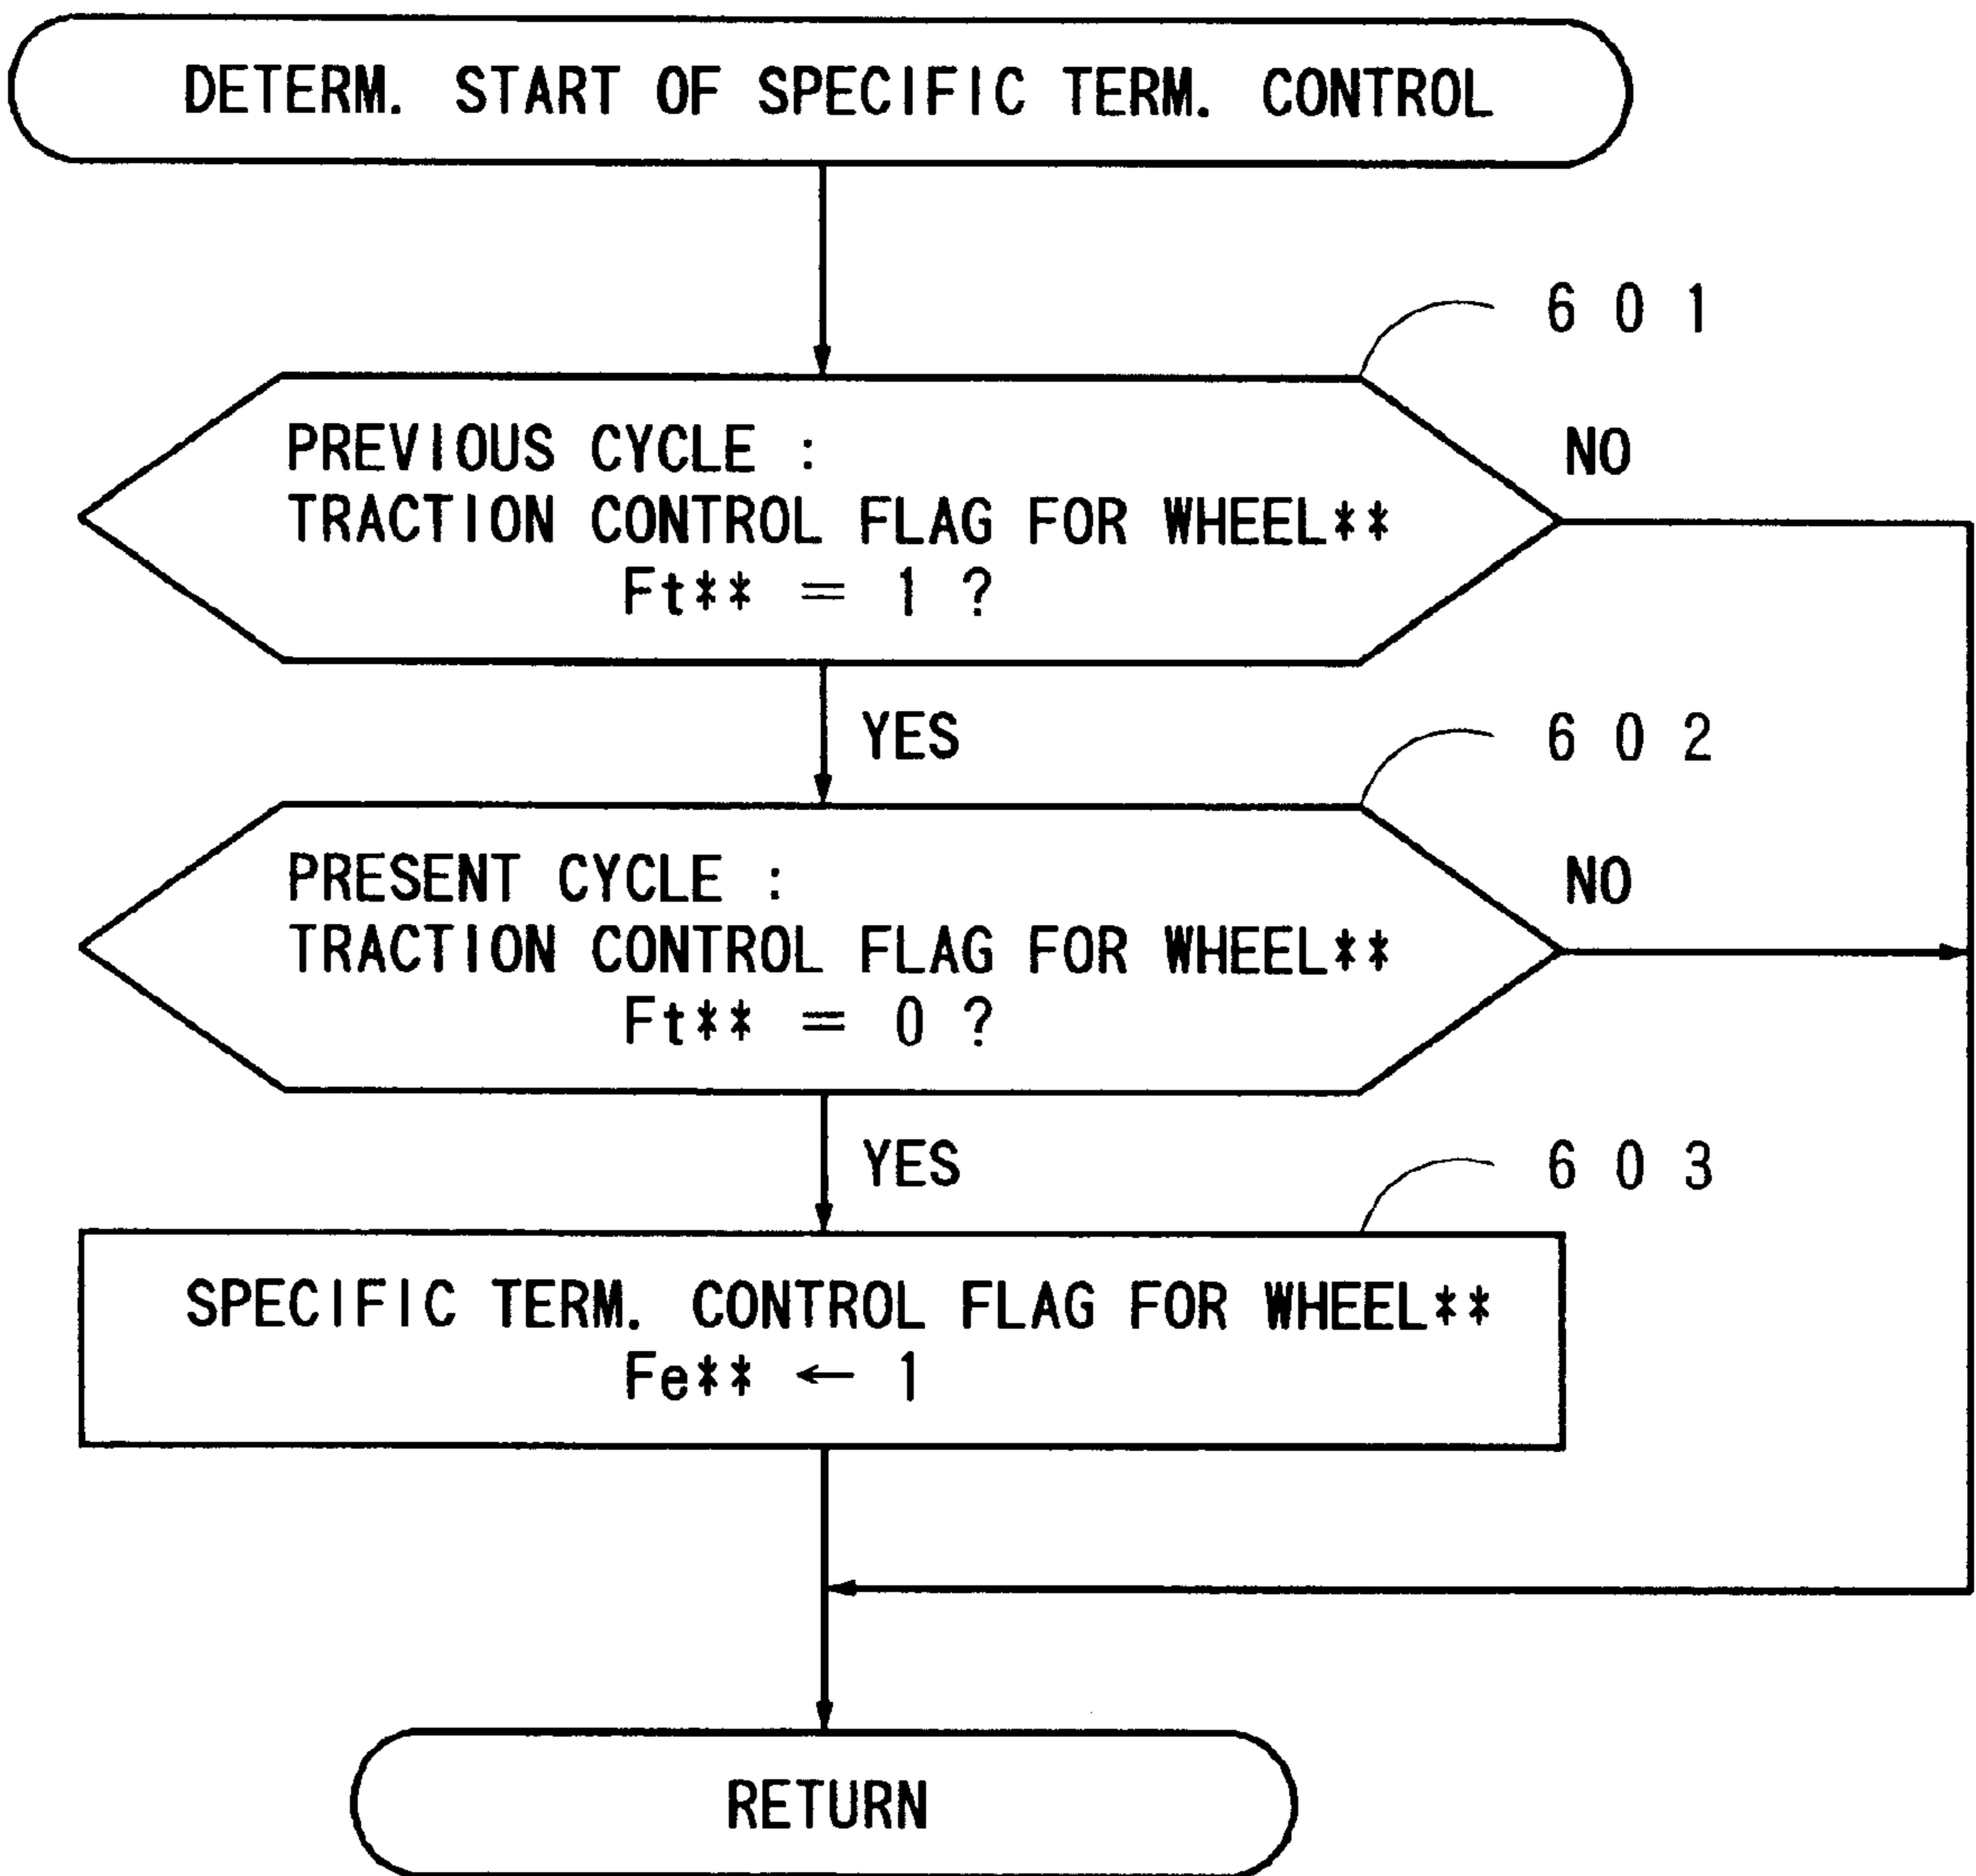 DETERM. START OF SPECIFIC TERM. CONTROL
601
PREVIOUS CYCLE :
NO
TRACTION CONTROL FLAG FOR WHEEL**
Ft** = 1 ?
YES
602
PRESENT CYCLE :
NO
TRACTION CONTROL FLAG FOR WHEEL**
Ft** = 0 ?
YES
603
SPECIFIC TERM. CONTROL FLAG FOR WHEEL**
Fe** ← 1
RETURN